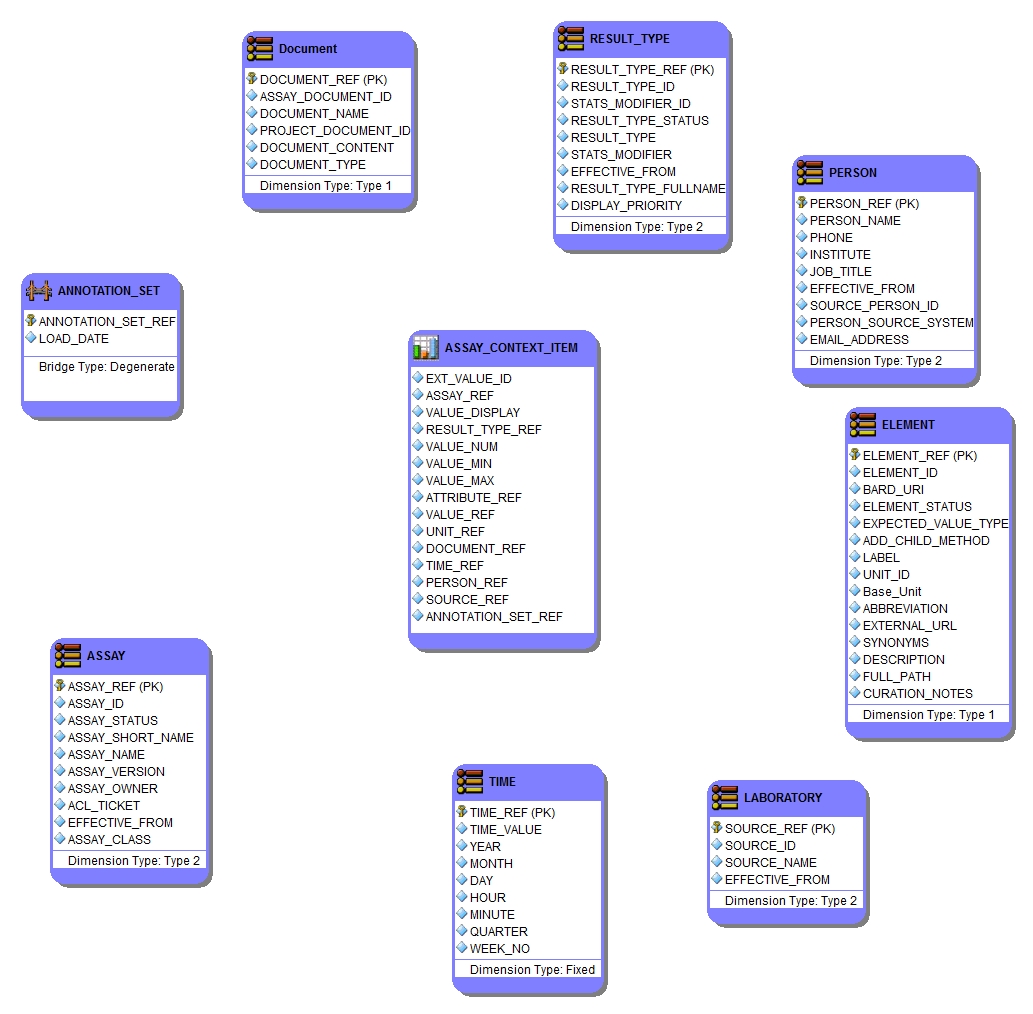 Document
DOCUMENT_REF (PK)
ASSAY_DOCUMENT_ID
DOCUMENT_NAME
PROJECT_DOCUMENT_ID
DOCUMENT_CONTENT
DOCUMENT_TYPE
Dimension Type: Type 1
RESULT_TYPE
RESULT_TYPE_REF (PK)
RESULT_TYPE_ID
STATS_MODIFIER_ID
RESULT_TYPE_STATUS
RESULT_TYPE
STATS_MODIFIER
EFFECTIVE_FROM
RESULT_TYPE_FULLNAME
DISPLAY_PRIORITY
Dimension Type: Type 2
PERSON
PERSON_REF (PK)
PERSON_NAME
PHONE
INSTITUTE
JOB_TITLE
EFFECTIVE_FROM
SOURCE_PERSON_ID
PERSON_SOURCE_SYSTEM
EMAIL_ADDRESS
Dimension Type: Type 2
ANNOTATION_SET
ANNOTATION_SET_REF
LOAD_DATE
Bridge Type: Degenerate
ASSAY_CONTEXT_ITEM
EXT_VALUE_ID
ASSAY_REF
VALUE_DISPLAY
RESULT_TYPE_REF
VALUE_NUM
VALUE_MIN
VALUE_MAX
ATTRIBUTE_REF
VALUE_REF
UNIT_REF
DOCUMENT_REF
TIME_REF
PERSON_REF
SOURCE_REF
ANNOTATION_SET_REF
ELEMENT
ELEMENT_REF (PK)
ELEMENT_ID
BARD_URI
ELEMENT_STATUS
EXPECTED_VALUE_TYPE
ADD_CHILD_METHOD
LABEL
UNIT_ID
Base_Unit
ABBREVIATION
EXTERNAL_URL
SYNONYMS
DESCRIPTION
FULL_PATH
CURATION_NOTES
Dimension Type: Type 1
ASSAY
ASSAY_REF (PK)
ASSAY_ID
ASSAY_STATUS
ASSAY_SHORT_NAME
ASSAY_NAME
ASSAY_VERSION
ASSAY_OWNER
ACL_TICKET
EFFECTIVE_FROM
ASSAY_CLASS
Dimension Type: Type 2
TIME
TIME_REF (PK)
TIME_VALUE
YEAR
MONTH
DAY
HOUR
MINUTE
QUARTER
WEEK_NO
Dimension Type: Fixed
LABORATORY
SOURCE_REF (PK)
SOURCE_ID
SOURCE_NAME
EFFECTIVE_FROM
Dimension Type: Type 2